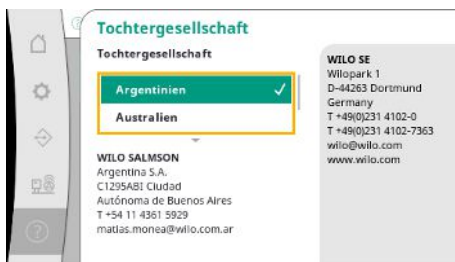 Tochtergesellschaft
Tochtergesellschaft
Argentinien
Australien
WILO SALMSON
Argentina S.A.
C1295ABI Ciudad
Autónoma de Buenos Aires
T +54 11 4361 5929
matias.monea@wilo.com.ar
WILO SE
Wilopark 1
D-44263 Dortmund
Germany
T +49(0)231 4102-0
T +49(0)231 4102-7363
wilo@wilo.com
www.wilo.com